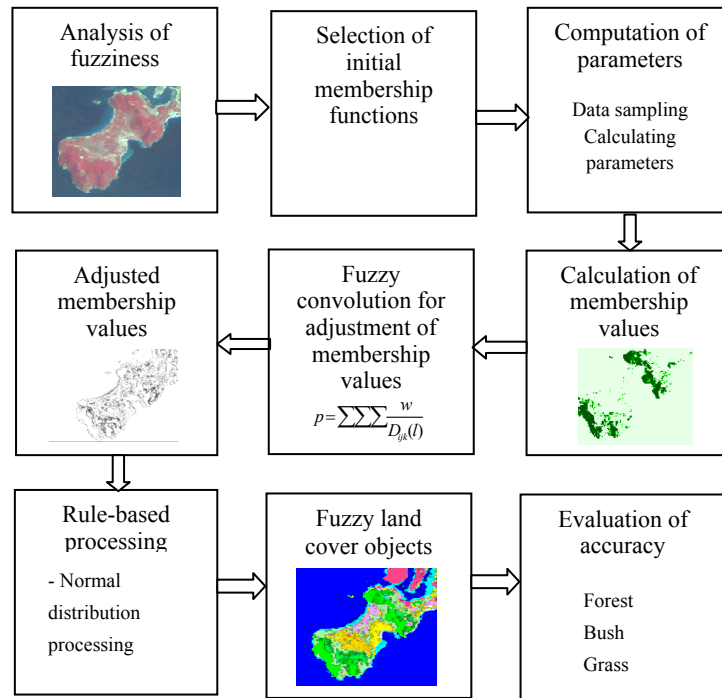 Analysis of
fuzziness
Selection of
initial
membership
functions
Computation of
parameters
Data sampling
Calculating
parameters
Adjusted
membership
values
Fuzzy
convolution for
adjustment of
membership
values
p=∑∑∑ w/D_ijk(l)
Calculation of
membership
values
Rule-based
processing
- Normal
distribution
processing
Fuzzy land
cover objects
Evaluation of
accuracy
Forest
Bush
Grass